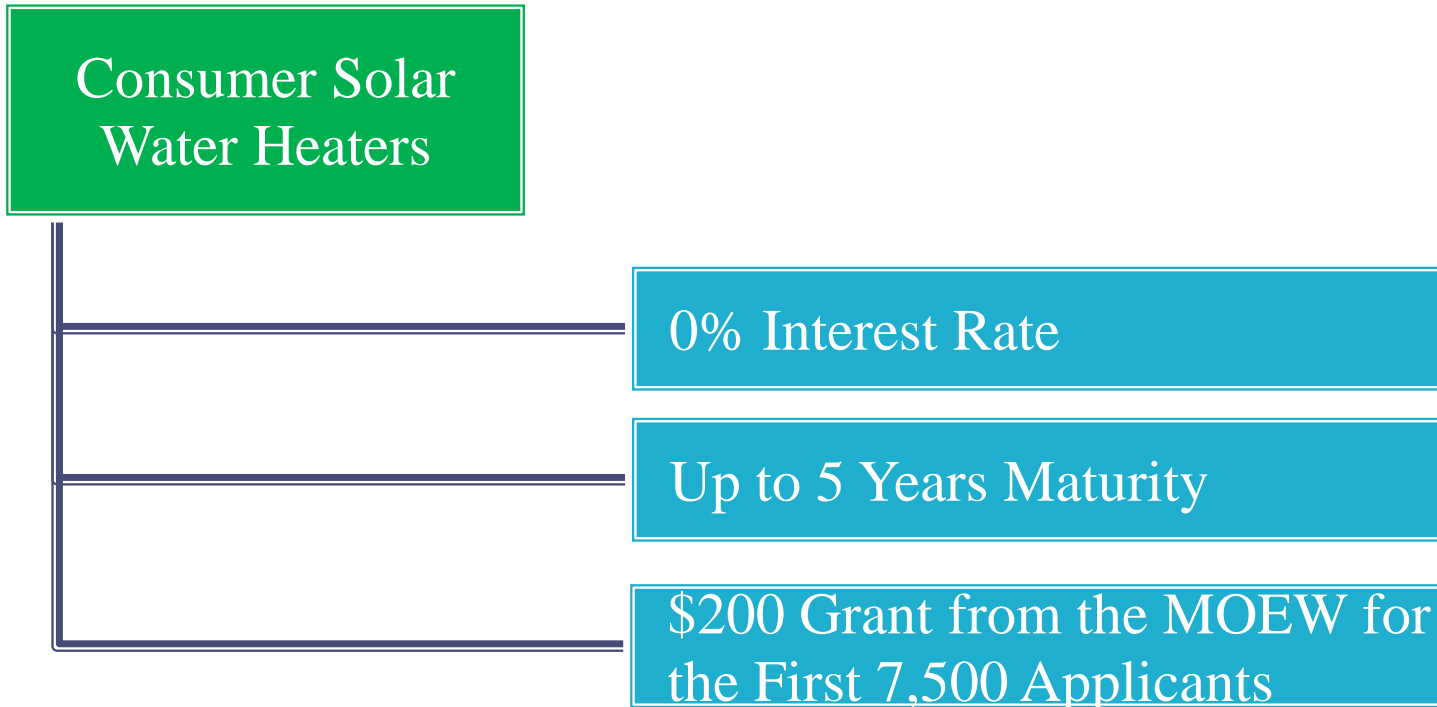 Consumer Solar
Water Heaters
0% Interest Rate
Up to 5 Years Maturity
$200 Grant from the MOEW for
the First 7,500 Applicants